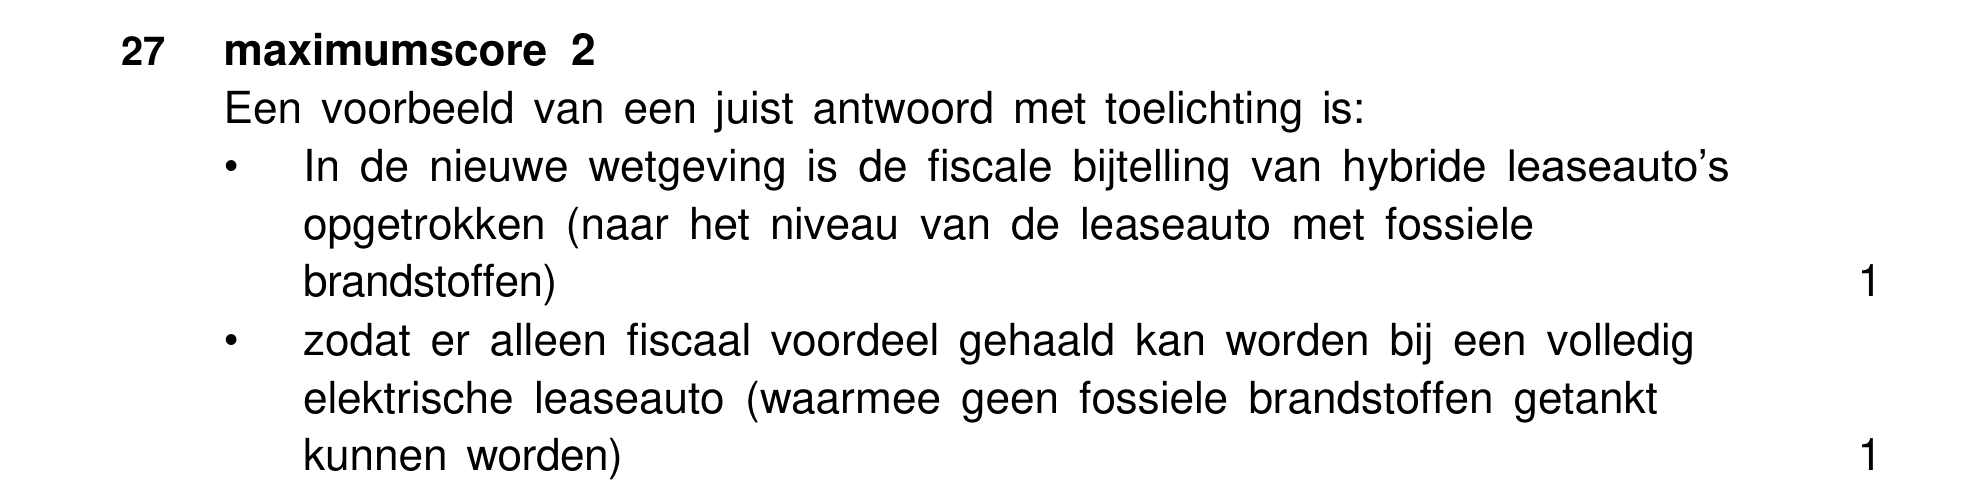 27 maximumscore 2
Een voorbeeld van een juist antwoord met toelichting is:
• In de nieuwe wetgeving is de fiscale bijtelling van hybride leaseauto’s
opgetrokken (naar het niveau van de leaseauto met fossiele
brandstoffen) 1
• zodat er alleen fiscaal voordeel gehaald kan worden bij een volledig
elektrische leaseauto (waarmee geen fossiele brandstoffen getankt
kunnen worden) 1